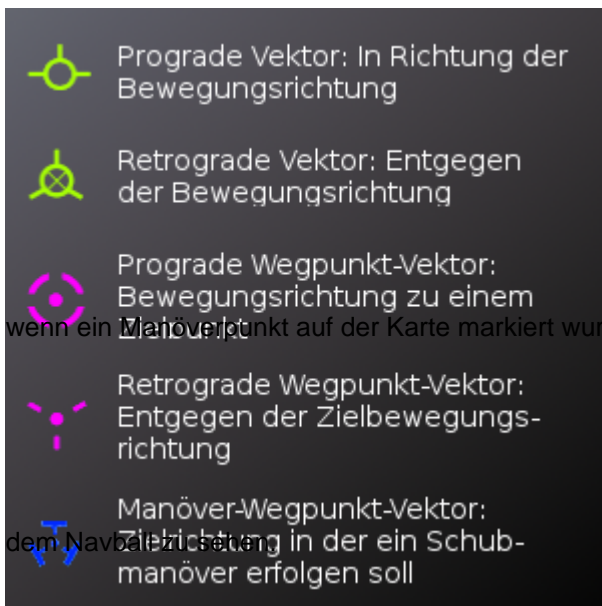 Prograde Vektor: In Richtung der
Bewegungsrichtung
Retrograde Vektor: Entgegen
der Bewegungsrichtung
Prograde Wegpunkt-Vektor:
Bewegungsrichtung zu einem
Zielpunkt
wenn ein Manöverpunkt auf der Karte markiert wur
Retrograde Wegpunkt-Vektor:
Entgegen der Zielbewegungs-
richtung
Manöver-Wegpunkt-Vektor:
Zielrichtung in der ein Schub-
dem Navball zu sehen.
manöver erfolgen soll